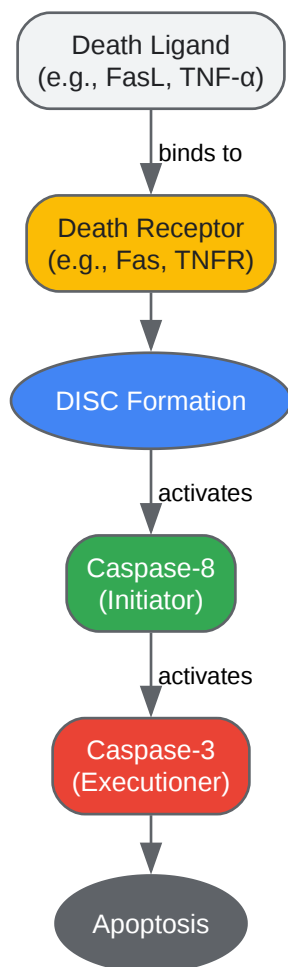 Death Ligand
(e.g., FasL, TNF-α)
binds to
Death Receptor
(e.g., Fas, TNFR)
DISC Formation
activates
Caspase-8
(Initiator)
activates
Caspase-3
(Executioner)
Apoptosis